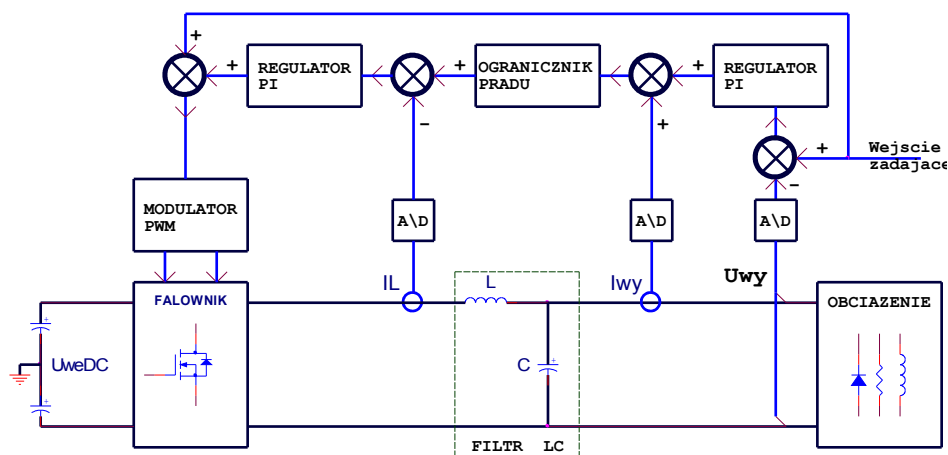 +
+
REGULATOR
PI
+
OGRANICZNIK
PRADU
+
REGULATOR
PI
-
+
+
Wejscie
zadajace
-
MODULATOR
PWM
A\D
A\D
A\D
IL
L
Iwy
Uwy
FALOWNIK
OBCIAZENIE
UweDC
C
FILTR LC